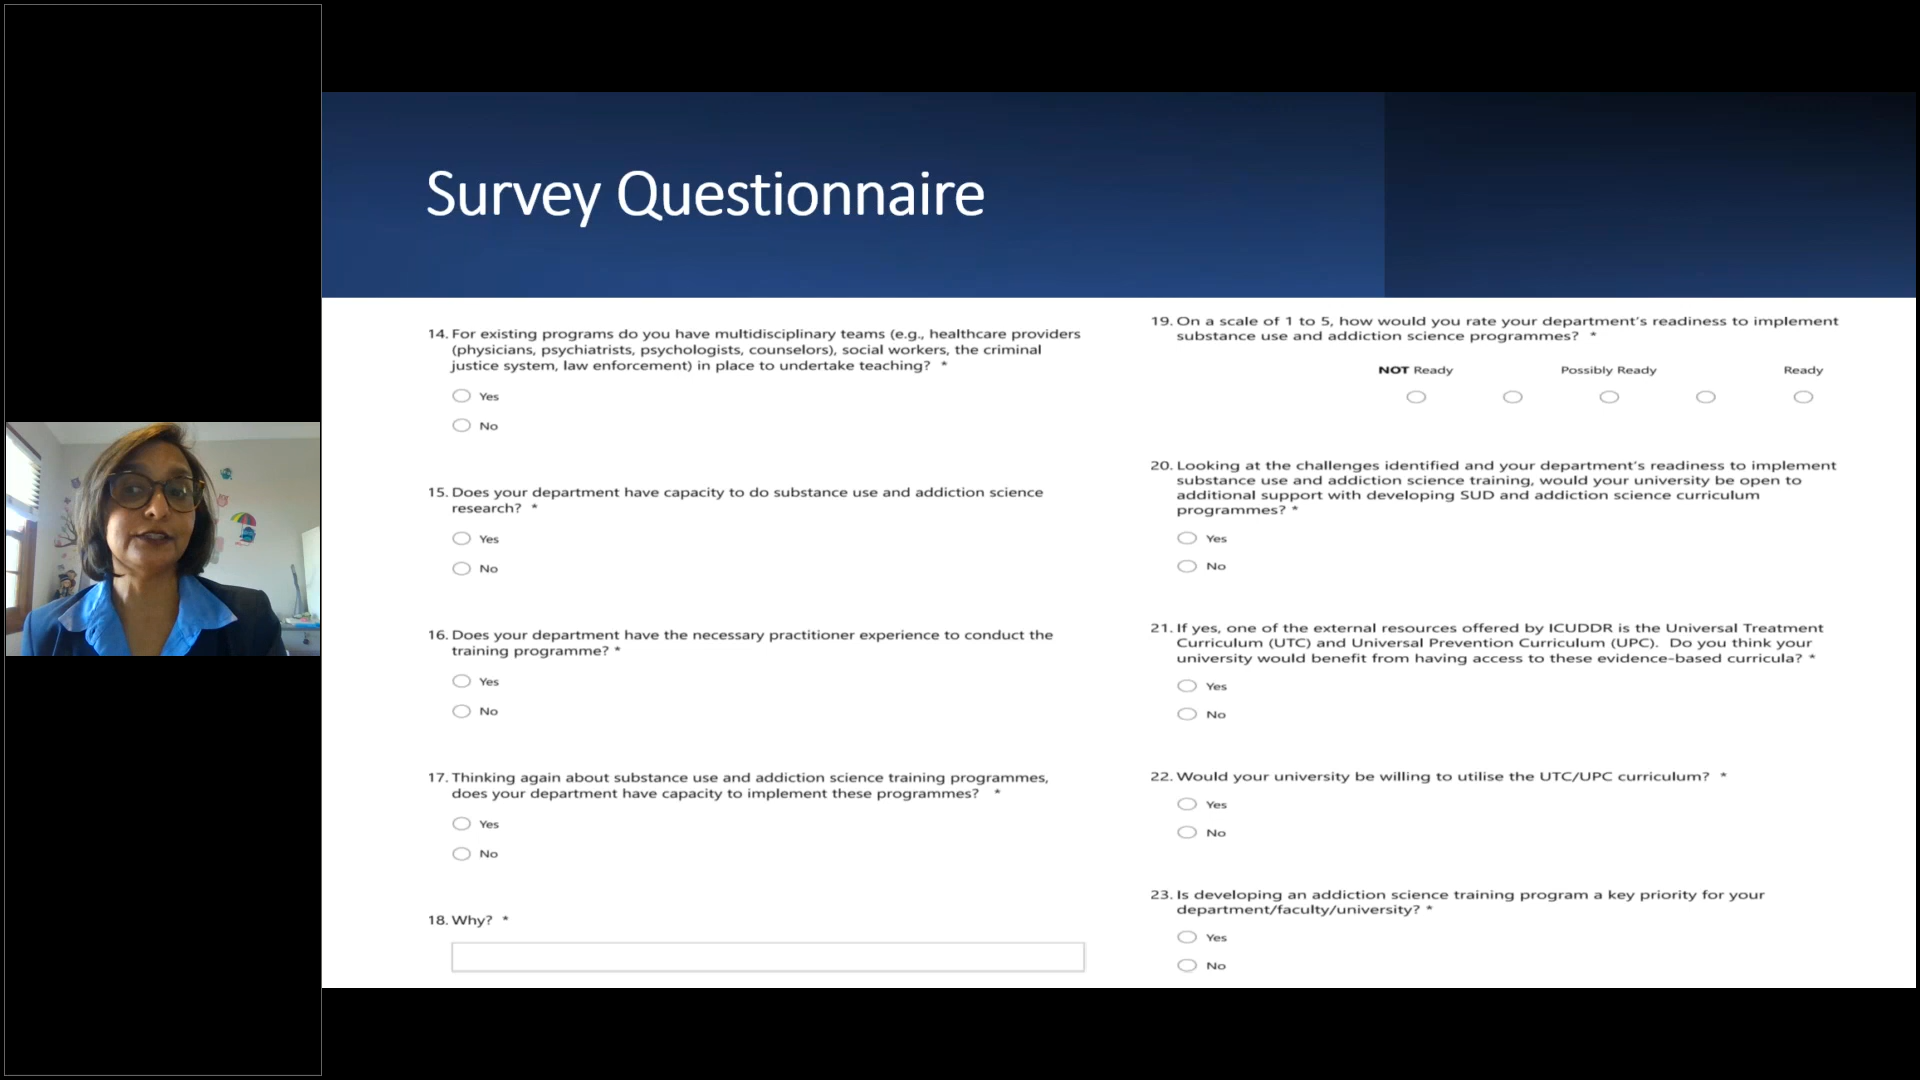 Survey Questionnaire
14. For existing programs do you have multidisciplinary teams (e.g., healthcare providers
(physicians, psychiatrists, psychologists, counselors), social workers, the criminal
justice system, law enforcement) in place to undertake teaching? *
Yes
No
15. Does your department have capacity to do substance use and addiction science
research? *
Yes
No
16. Does your department have the necessary practitioner experience to conduct the
training programme? *
Yes
No
17. Thinking again about substance use and addiction science training programmes,
does your department have capacity to implement these programmes? *
Yes
No
18. Why? *
19. On a scale of 1 to 5, how would you rate your department's readiness to implement
substance use and addiction science programmes? *
NOT Ready Possibly Ready Ready
20. Looking at the challenges identified and your department's readiness to implement
substance use and addiction science training, would your university be open to
additional support with developing SUD and addiction science curriculum
programmes? *
Yes
No
21. If yes, one of the external resources offered by ICUDDR is the Universal Treatment
Curriculum (UTC) and Universal Prevention Curriculum (UPC). Do you think your
university would benefit from having access to these evidence-based curricula? *
Yes
No
22. Would your university be willing to utilise the UTC/UPC curriculum? *
Yes
No
23. Is developing an addiction science training program a key priority for your
department/faculty/university? *
Yes
No